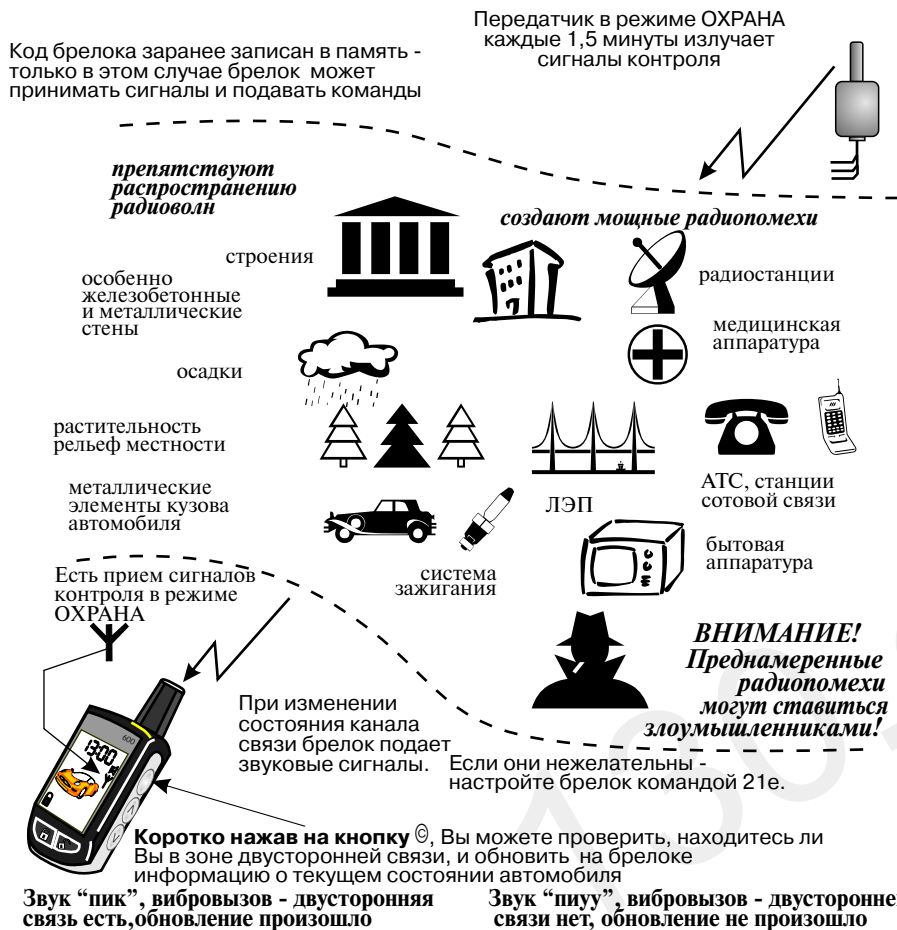 Передатчик в режиме ОХРАНА
каждые 1,5 минуты излучает
сигналы контроля
Код брелока заранее записан в память -
только в этом случае брелок может
принимать сигналы и подавать команды
препятствуют
распространению
радиоволн
создают мощные радиопомехи
строения
особенно
железобетонные
и металлические
стены
радиостанции
медицинская
аппаратура
осадки
растительность
рельеф местности
АТС, станции
сотовой связи
металлические
элементы кузова
автомобиля
ЛЭП
бытовая
аппаратура
система
зажигания
Есть прием сигналов
контроля в режиме
ОХРАНА
ВНИМАНИЕ!
Преднамеренные
радиопомехи
могут ставиться
злоумышленниками!
При изменении
состояния канала
связи брелок подает
звуковые сигналы.
Если они нежелательны -
настройте брелок командой 21е.
600
13:00
130
Коротко нажав на кнопку ©, Вы можете проверить, находитесь ли
Вы в зоне двусторонней связи, и обновить на брелоке
информацию о текущем состоянии автомобиля
Звук “пик”, вибровызов - двусторонняя
связь есть,обновление произошло
Звук “пиуу”, вибровызов - двусторонне
связи нет, обновление не произошло